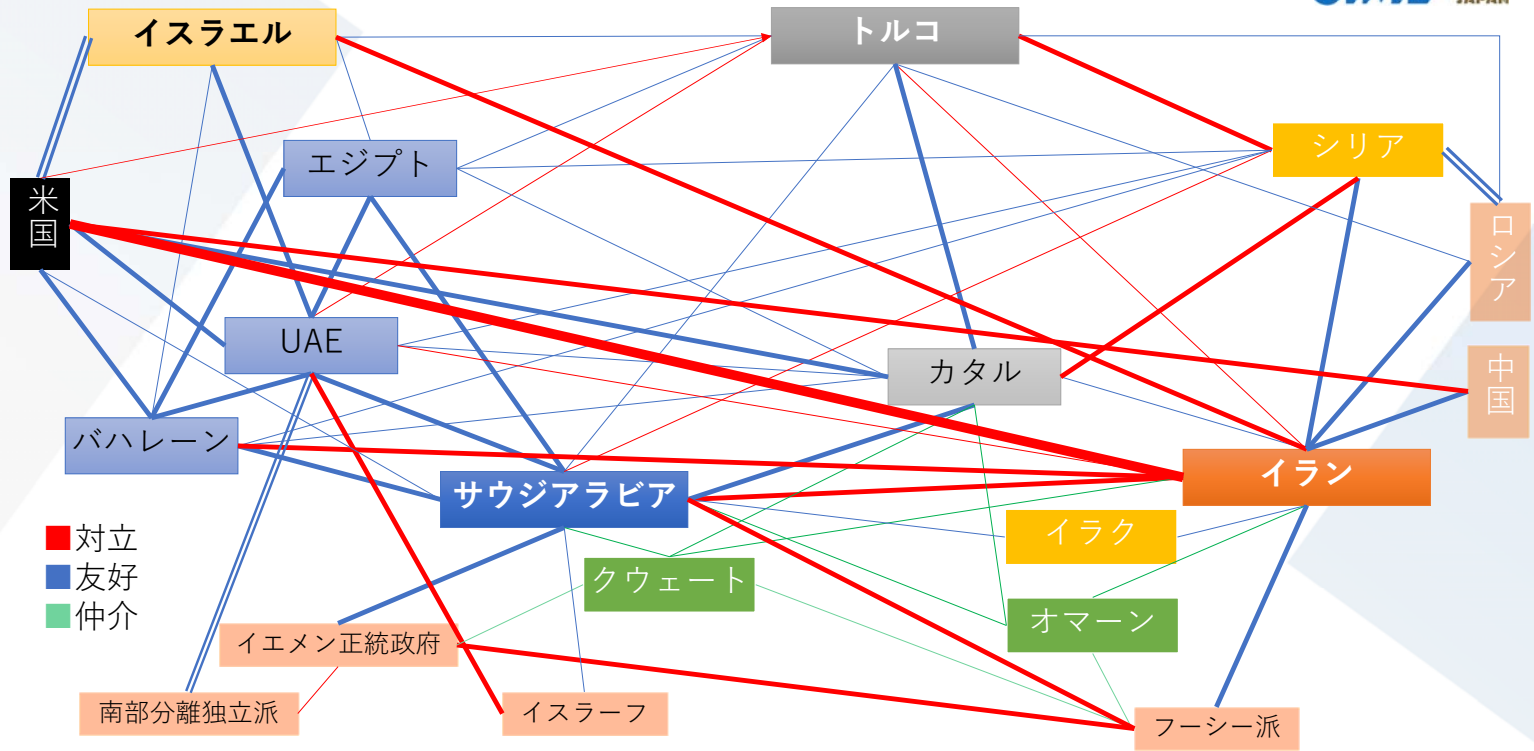 JAPAN
イスラエル
トルコ
エジプト
シリア
米国
ロシア
UAE
カタル
中国
バハレーン
サウジアラビア
イラン
イラク
■対立
■友好
■仲介
クウェート
オマーン
イエメン正統政府
南部分離独立派
イスラーフ
フーシー派